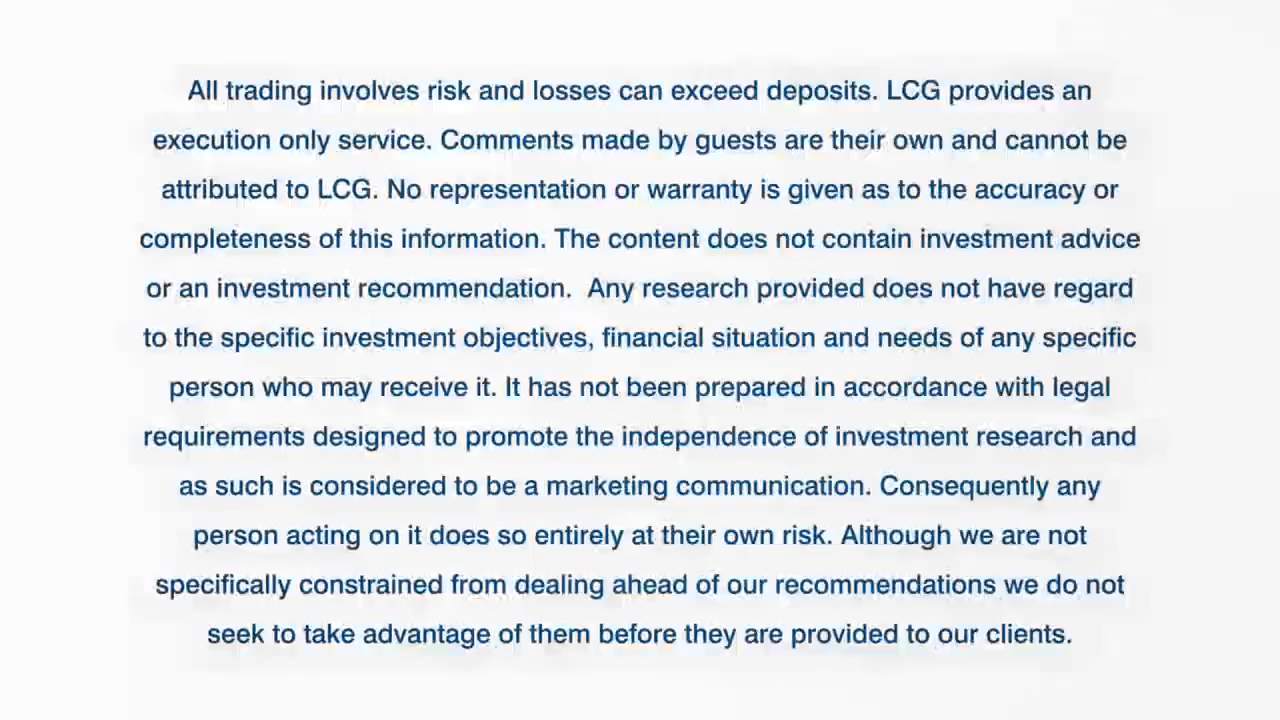 All trading involves risk and losses can exceed deposits. LCG provides an
execution only service. Comments made by guests are their own and cannot be
attributed to LCG. No representation or warranty is given as to the accuracy or
completeness of this information. The content does not contain investment advice
or an investment recommendation.  Any research provided does not have regard
to the specific investment objectives, financial situation and needs of any specific
person who may receive it. It has not been prepared in accordance with legal
requirements designed to promote the independence of investment research and
as such is considered to be a marketing communication. Consequently any
person acting on it does so entirely at their own risk. Although we are not
specifically constrained from dealing ahead of our recommendations we do not
seek to take advantage of them before they are provided to our clients.